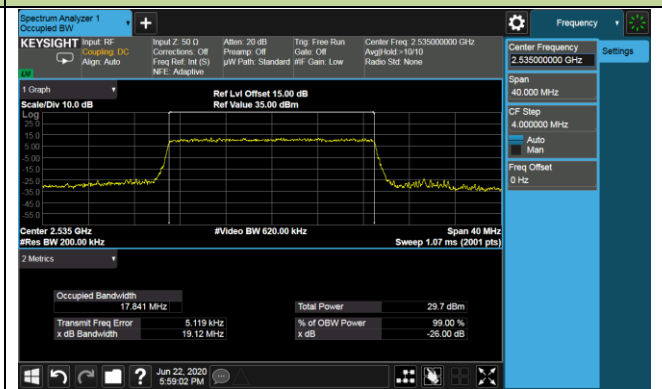 Spectrum Analyzer 1
Occupied BW
Frequency
KEYSIGHT
Input: RF
Coupling: DC
Align: Auto
Input Z: 50 Ω
Corrections: Off
Freq Ref: Int (S)
NFE: Adaptive
Atten: 20 dB
Preamp: Off
µW Path: Standard
Trig: Free Run
Gate: Off
#IF Gain: Low
Center Freq: 2.535000000 GHz
Avg|Hold:>10/10
Radio Std: None
Center Frequency
2.535000000 GHz
Settings
Span
40.000 MHz
CF Step
4.000000 MHz
Auto
Man
Freq Offset
0 Hz
1 Graph
Scale/Div 10.0 dB
Ref Lvl Offset 15.00 dB
Ref Value 35.00 dBm
Log
25.0
15.0
5.00
-5.00
-15.0
-25.0
-35.0
-45.0
-55.0
Center 2.535 GHz
#Video BW 620.00 kHz
Span 40 MHz
#Res BW 200.00 kHz
Sweep 1.07 ms (2001 pts)
2 Metrics
Occupied Bandwidth
17.841 MHz
Total Power
29.7 dBm
Transmit Freq Error
5.119 kHz
% of OBW Power
99.00 %
x dB Bandwidth
19.12 MHz
x dB
-26.00 dB
?
Jun 22, 2020
5:59:02 PM